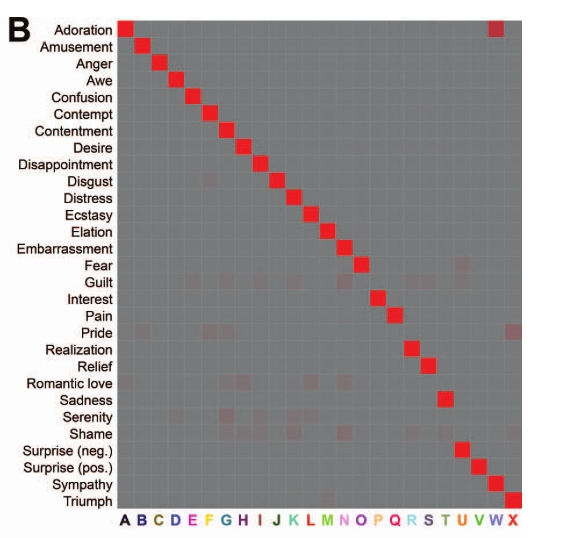 B
Adoration
Amusement
Anger
Awe
Confusion
Contempt
Contentment
Desire
Disappointment
Disgust
Distress
Ecstasy
Elation
Embarrassment
Fear
Guilt
Interest
Pain
Pride
Realization
Relief
Romantic love
Sadness
Serenity
Shame
Surprise (neg.)
Surprise (pos.)
Sympathy
Triumph
A B C D E F G H I J K L M N O P Q R S T U V W X